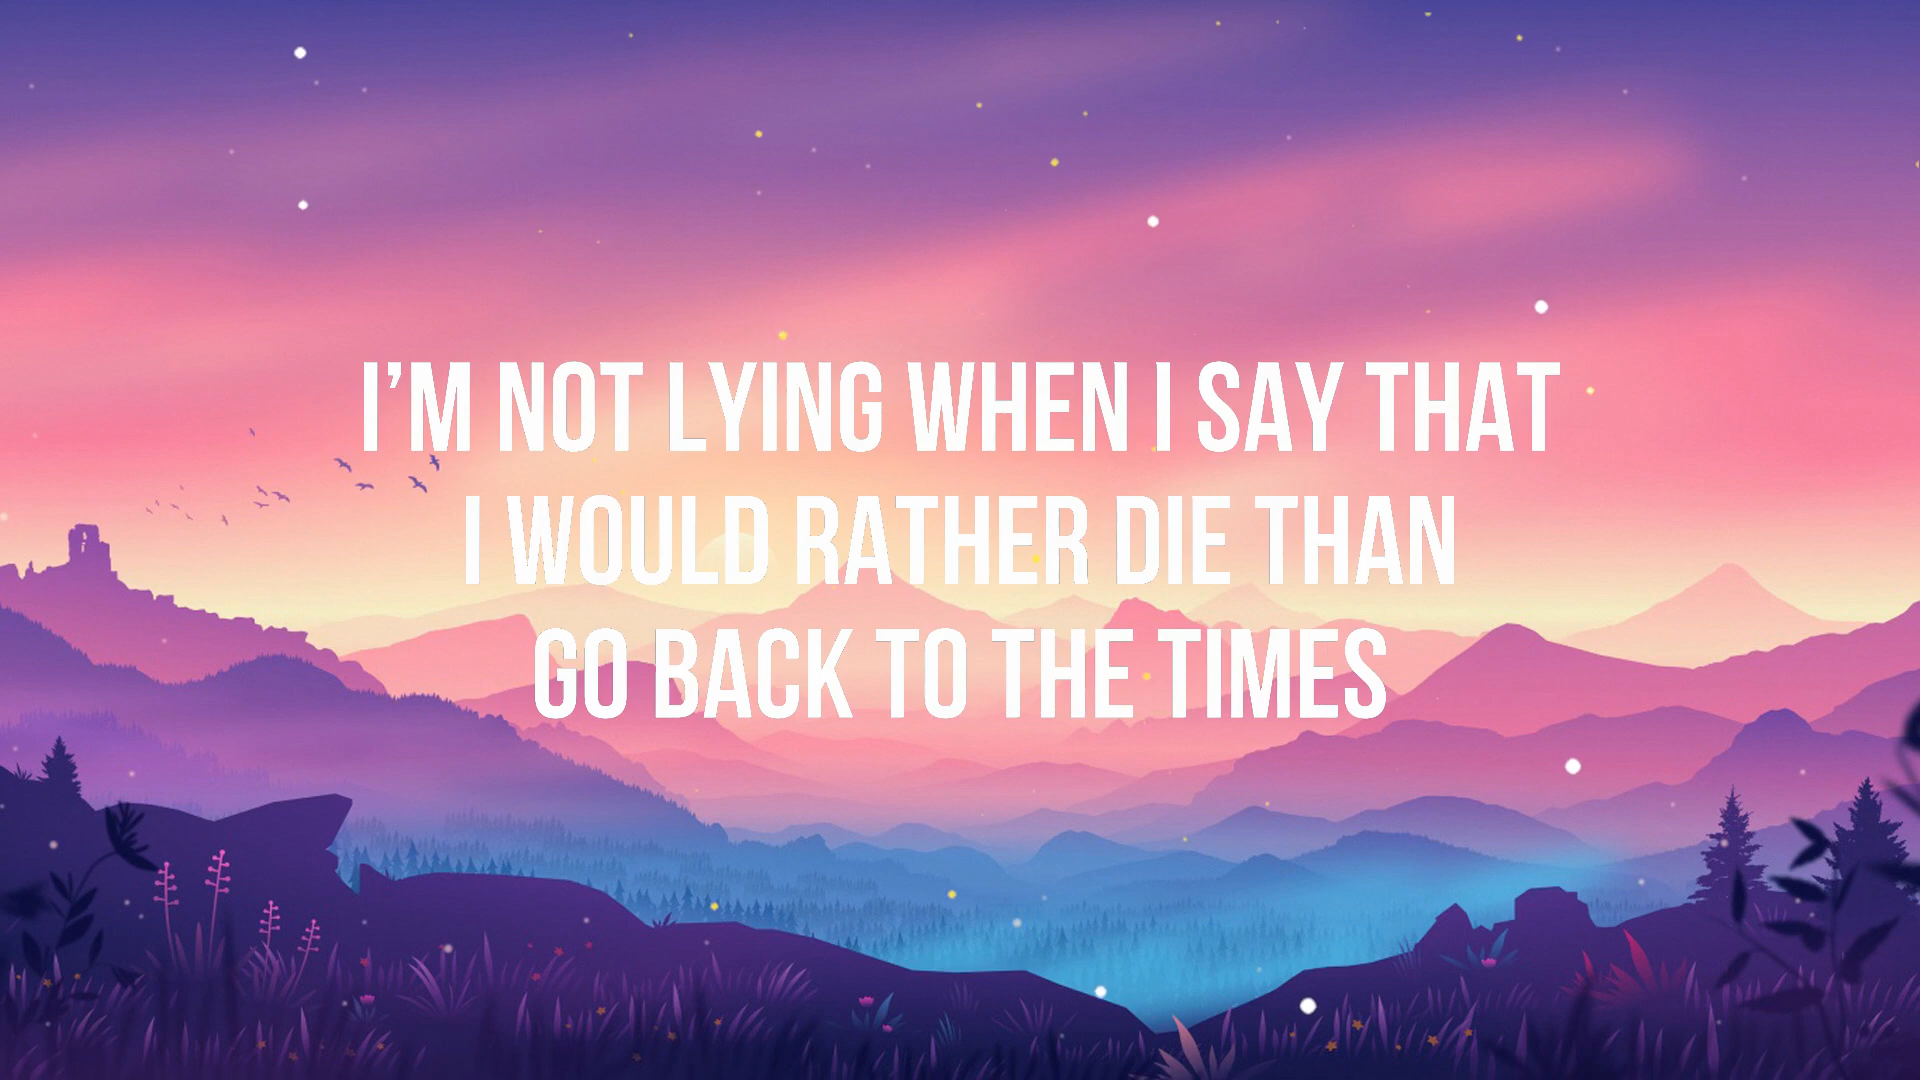 I'M NOT LYING WHEN I SAY THAT
I WOULD RATHER DIE THAN
GO BACK TO THE TIMES